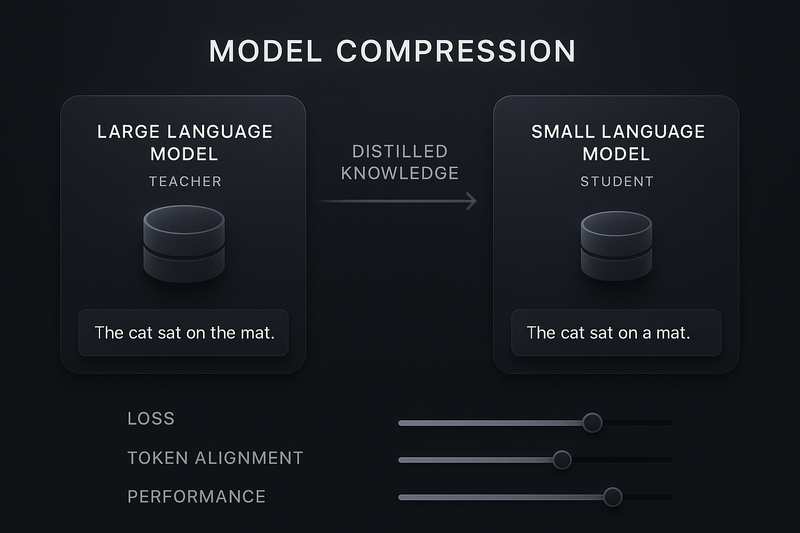 MODEL COMPRESSION
LARGE LANGUAGE
MODEL
TEACHER
The cat sat on the mat.
DISTILLED
KNOWLEDGE
SMALL LANGUAGE
MODEL
STUDENT
The cat sat on a mat.
LOSS
TOKEN ALIGNMENT
PERFORMANCE